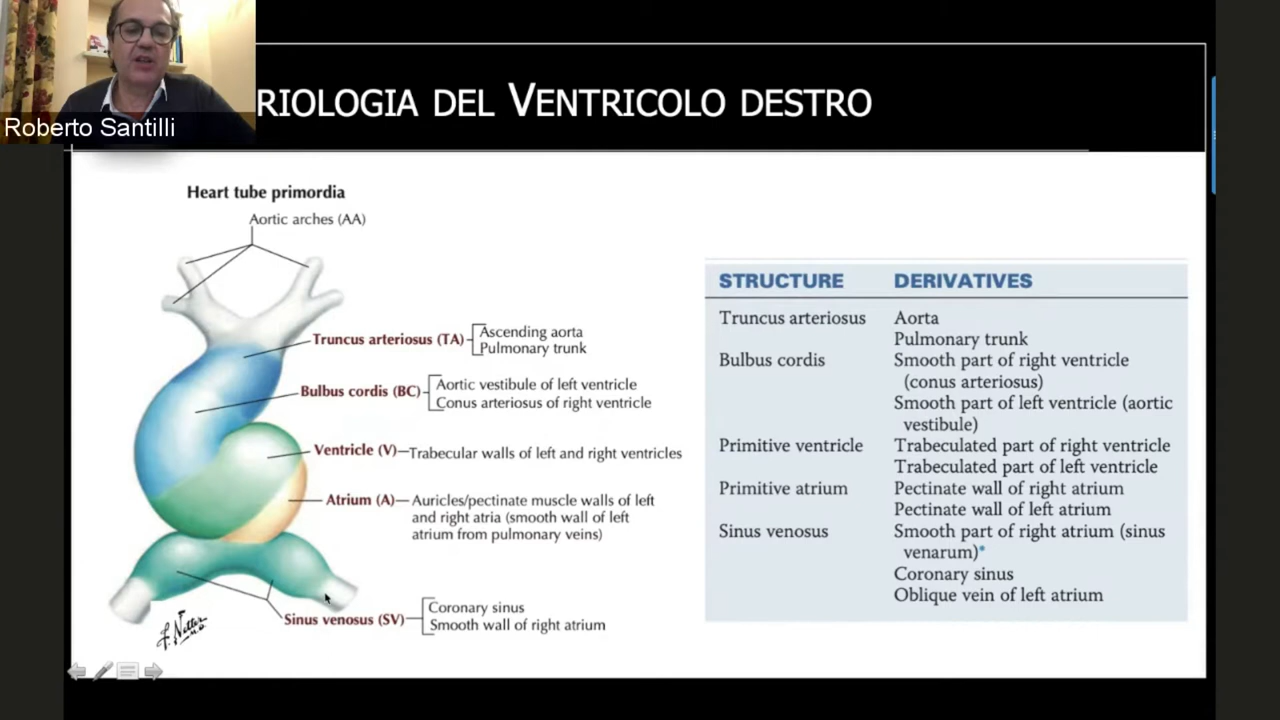 Roberto Santilli
RIOLOGIA DEL VENTRICOLO DESTRO
Heart tube primordia
Aortic arches (AA)
Truncus arteriosus (TA)
Ascending aorta
Pulmonary trunk
Bulbus cordis (BC)
Aortic vestibule of left ventricle
Conus arteriosus of right ventricle
Ventricle (V)
Trabecular walls of left and right ventricles
Atrium (A)
Auricles/pectinate muscle walls of left
and right atria (smooth wall of left
atrium from pulmonary veins)
Sinus venosus (SV)
Coronary sinus
Smooth wall of right atrium
F. Netter
M.D.
STRUCTURE DERIVATIVES
Truncus arteriosus Aorta
Pulmonary trunk
Bulbus cordis Smooth part of right ventricle
(conus arteriosus)
Smooth part of left ventricle (aortic
vestibule)
Primitive ventricle Trabeculated part of right ventricle
Trabeculated part of left ventricle
Primitive atrium Pectinate wall of right atrium
Pectinate wall of left atrium
Sinus venosus Smooth part of right atrium (sinus
venarum)*
Coronary sinus
Oblique vein of left atrium